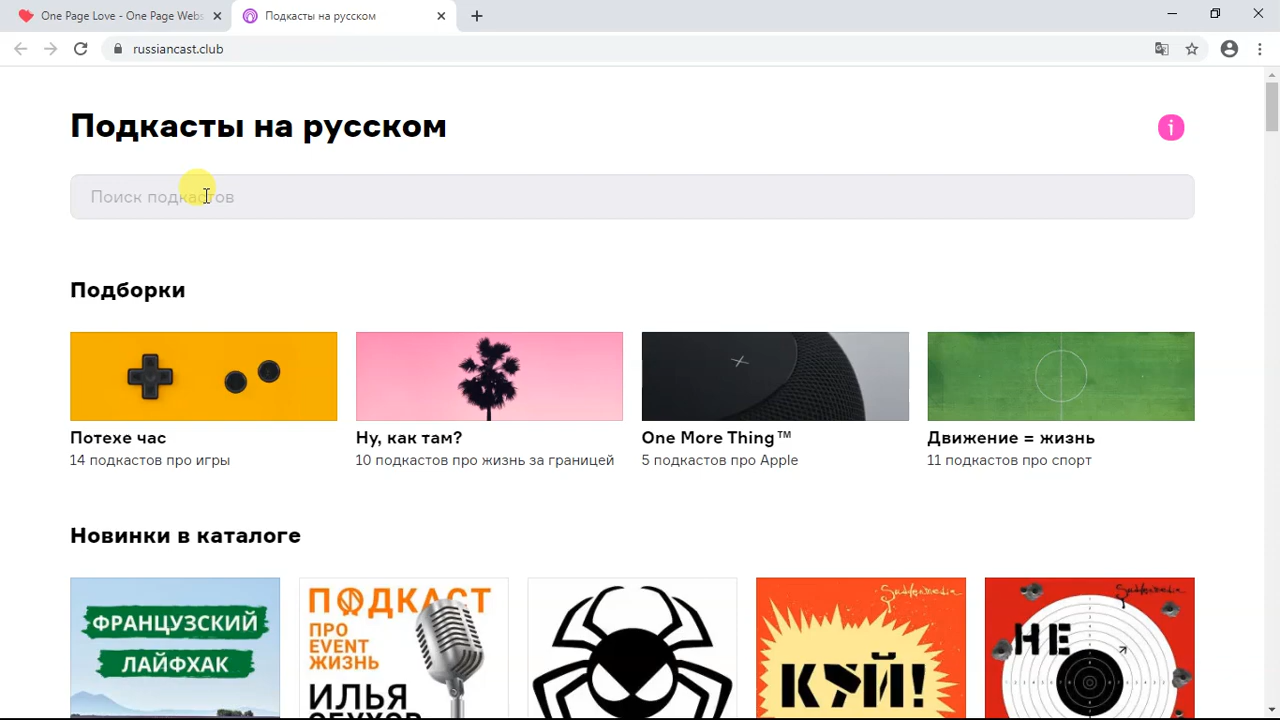 One Page Love - One Page Webs
Подкасты на русском
russiancast.club
Подкасты на русском
i
Поиск подкастов
Подборки
Потехе час
14 подкастов про игры
Ну, как там?
10 подкастов про жизнь за границей
One More Thing™
5 подкастов про Apple
Движение = жизнь
11 подкастов про спорт
Новинки в каталоге
ФРАНЦУЗСКИЙ
ЛАЙФХАК
ПОДКАСТ
ПРО
EVENT
ЖИЗНЬ
ИЛЬЯ
ОБУХОВ
КУЙ!
НЕ